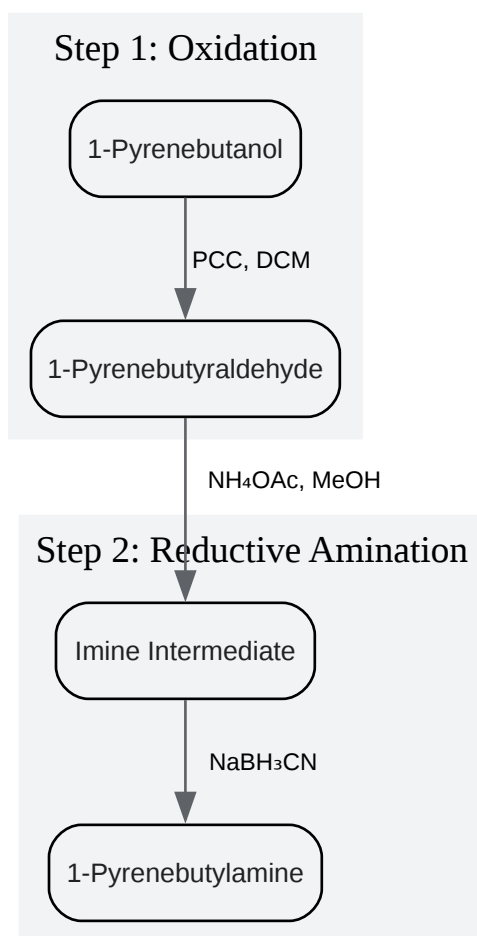 Step 1: Oxidation
1-Pyrenebutanol
PCC, DCM
1-Pyrenebutyraldehyde
NH₄OAc, MeOH
Step 2: Reductive Amination
Imine Intermediate
NaBH₃CN
1-Pyrenebutylamine